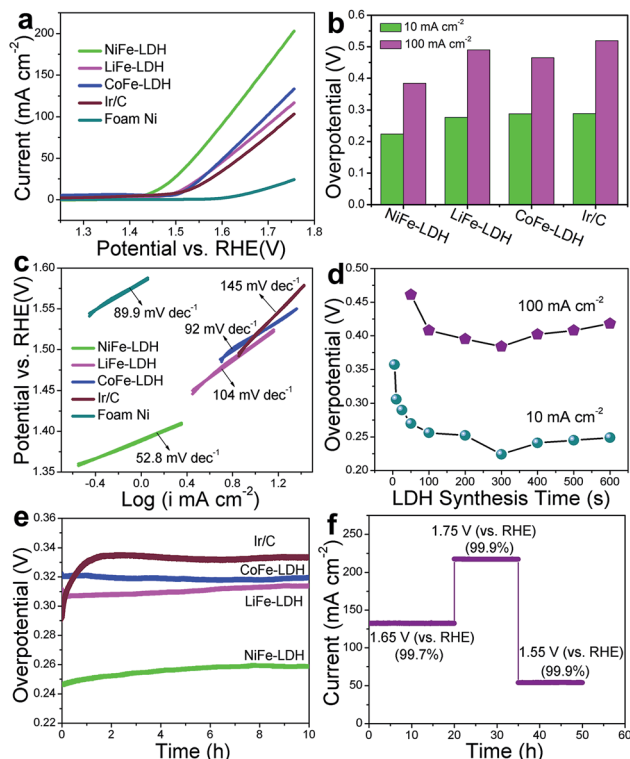 a
Current (mA cm-2)
200
150
100
50
0
NiFe-LDH
LiFe-LDH
CoFe-LDH
Ir/C
Foam Ni
1.3 1.4 1.5 1.6 1.7 1.8
Potential vs. RHE(V)
b
Overpotential (V)
0.6
0.5
0.4
0.3
0.2
0.1
0.0
10 mA cm-2
100 mA cm-2
NiFe-LDH
LiFe-LDH
CoFe-LDH
Ir/C
c
Potential vs. RHE(V)
1.60
1.55
1.50
1.45
1.40
1.35
145 mV dec-1
89.9 mV dec-1
92 mV dec-1
NiFe-LDH
LiFe-LDH
CoFe-LDH
Ir/C
Foam Ni
104 mV dec-1
52.8 mV dec-1
-0.4 0.0 0.4 0.8 1.2
Log (i mA cm-2)
d
Overpotential (V)
0.50
0.45
0.40
0.35
0.30
0.25
0.20
100 mA cm-2
10 mA cm-2
0 100 200 300 400 500 600
LDH Synthesis Time (s)
e
Overpotential (V)
0.36
0.34
0.32
0.30
0.28
0.26
0.24
0.22
Ir/C
CoFe-LDH
LiFe-LDH
NiFe-LDH
0 2 4 6 8 10
Time (h)
f
Current (mA cm-2)
250
200
150
100
50
0
1.75 V (vs. RHE)
(99.9%)
1.65 V (vs. RHE)
(99.7%)
1.55 V (vs. RHE)
(99.9%)
0 10 20 30 40 50 60
Time (h)